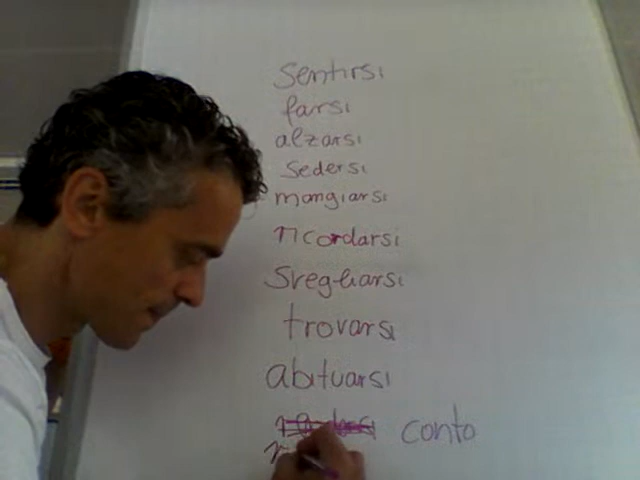 sentirsi
farsi
alzarsi
sedersi
mangiarsi
ricordarsi
svegliarsi
trovarsi
abituarsi
conto